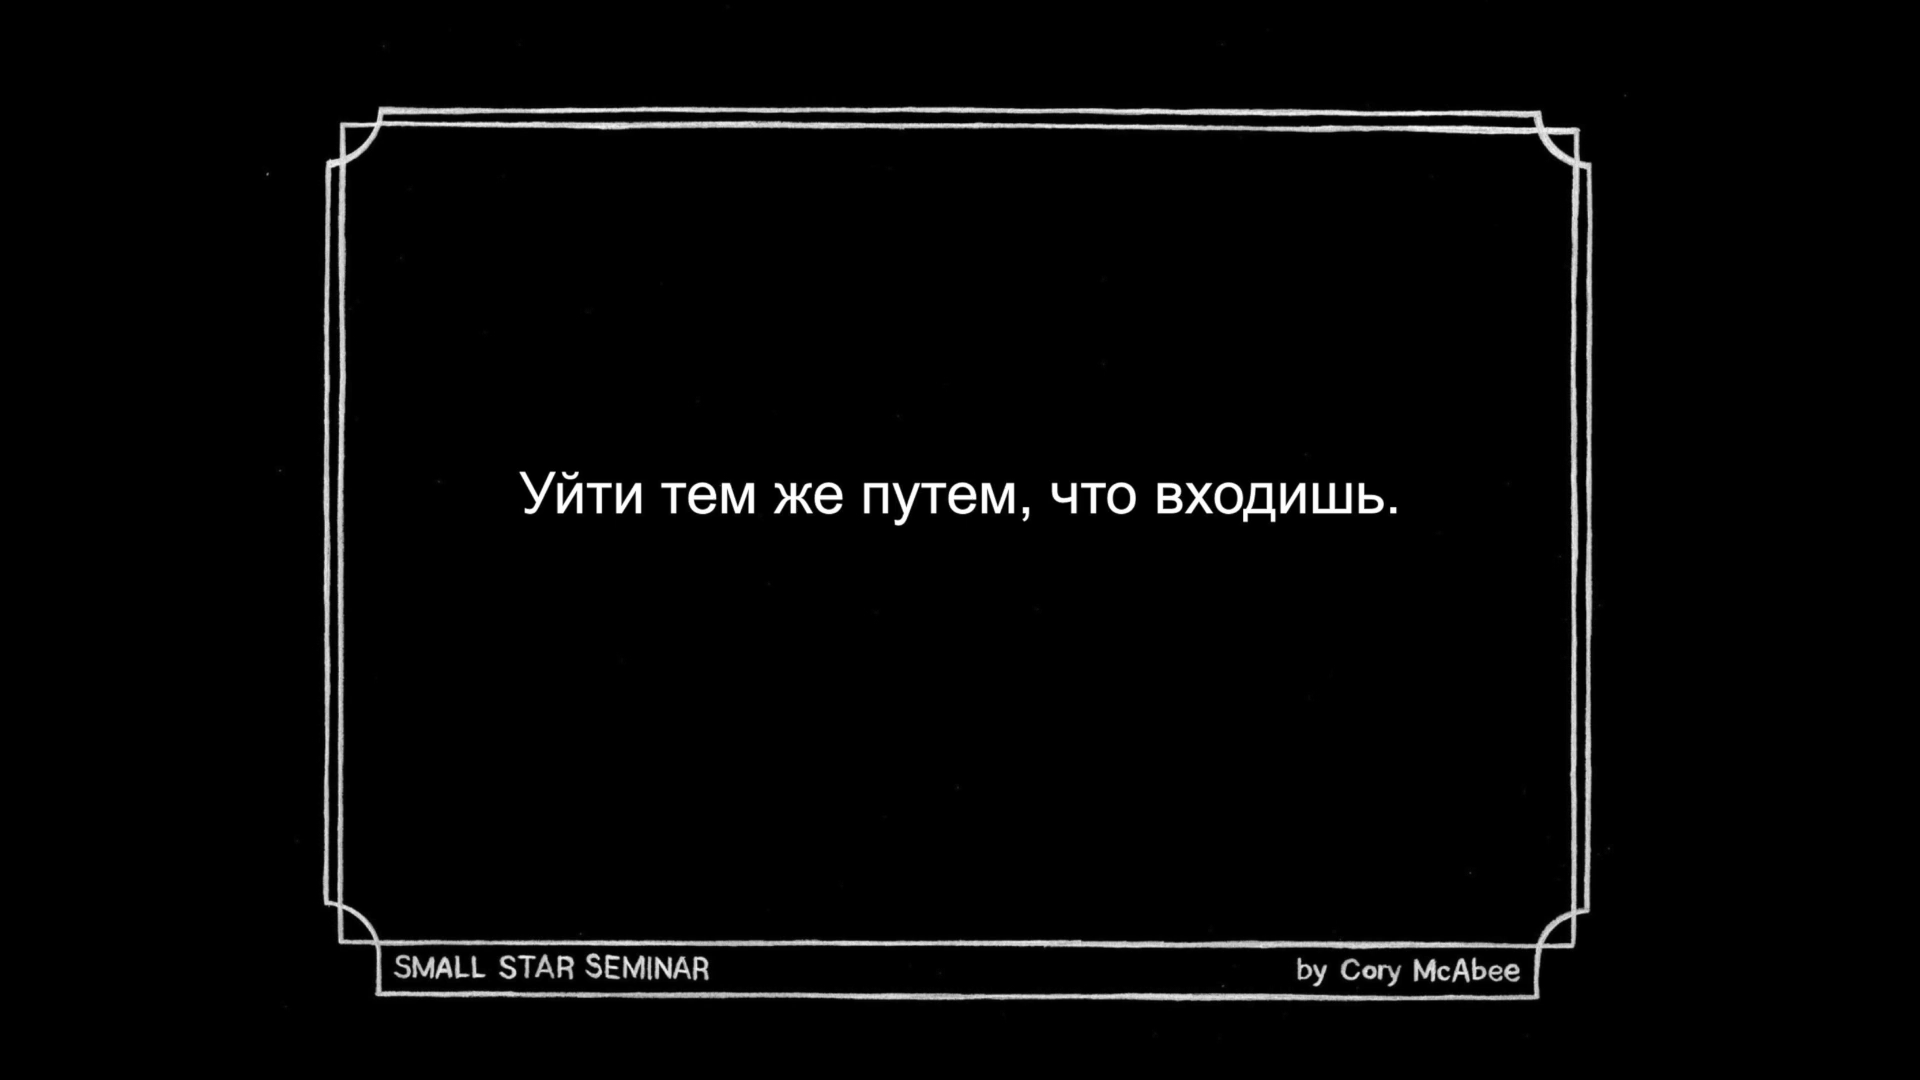 Уйти тем же путем, что входишь.
SMALL STAR SEMINAR
by Cory McAbee